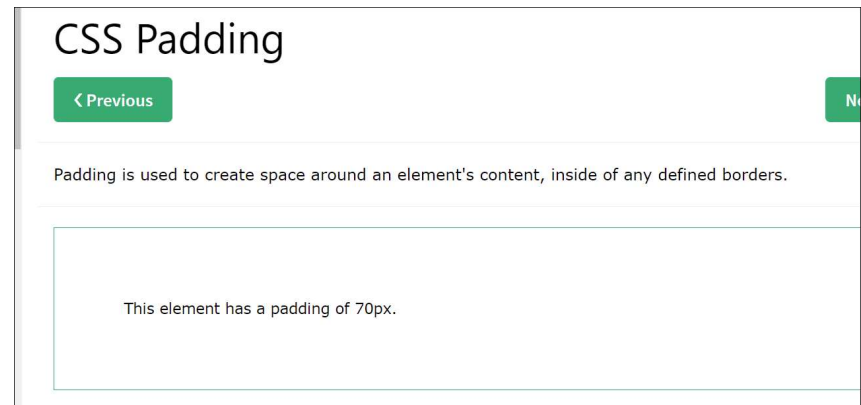 CSS Padding
❮ Previous
Padding is used to create space around an element's content, inside of any defined borders.
This element has a padding of 70px.